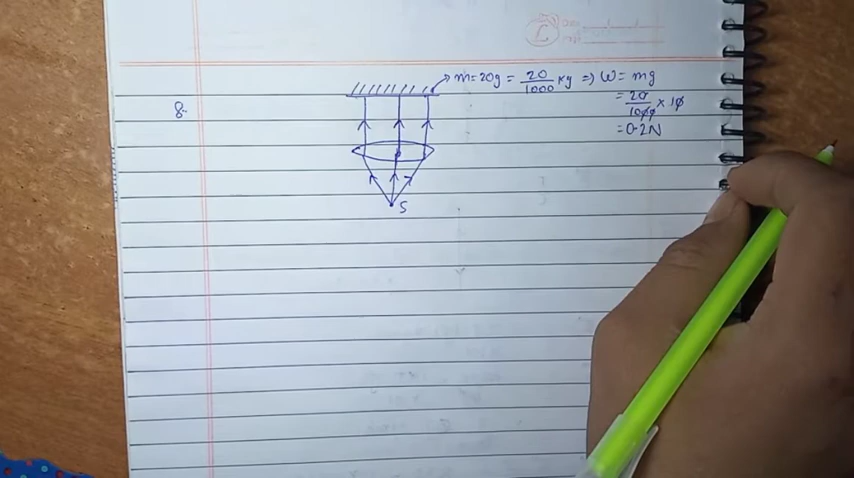 8.
m=20g = 20/1000 kg => W = mg
= 20/1000 × 10
= 0.2N
S